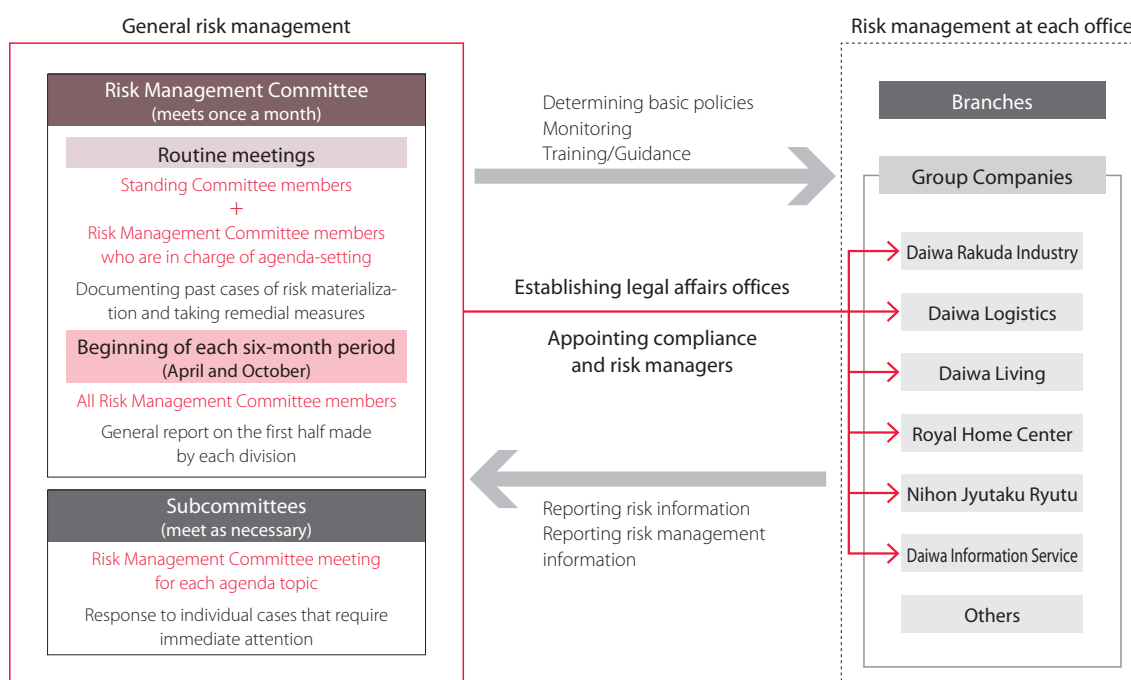 General risk management
Risk Management Committee
(meets once a month)
Routine meetings
Standing Committee members
+
Risk Management Committee members
who are in charge of agenda-setting
Documenting past cases of risk materializa-
tion and taking remedial measures
Beginning of each six-month period
(April and October)
All Risk Management Committee members
General report on the first half made
by each division
Subcommittees
(meet as necessary)
Risk Management Committee meeting
for each agenda topic
Response to individual cases that require
immediate attention
Determining basic policies
Monitoring
Training/Guidance
Establishing legal affairs offices
Appointing compliance
and risk managers
Reporting risk information
Reporting risk management
information
Risk management at each office
Branches
Group Companies
Daiwa Rakuda Industry
Daiwa Logistics
Daiwa Living
Royal Home Center
Nihon Jyutaku Ryutu
Daiwa Information Service
Others